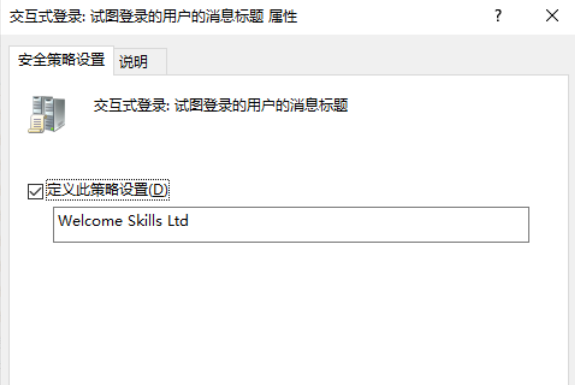 交互式登录: 试图登录的用户的消息标题 属性
?
安全策略设置
说明
交互式登录: 试图登录的用户的消息标题
定义此策略设置(D)
Welcome Skills Ltd